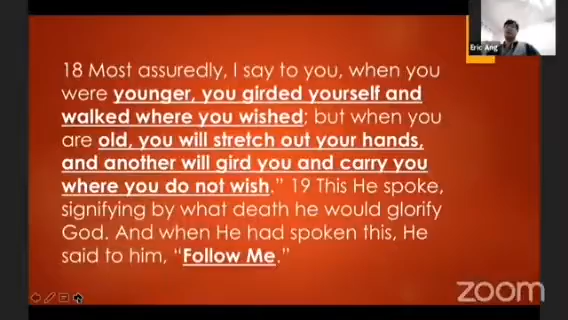 18 Most assuredly, I say to you, when you
were younger, you girded yourself and
walked where you wished; but when you
are old, you will stretch out your hands,
and another will gird you and carry you
where you do not wish.” 19 This He spoke,
signifying by what death he would glorify
God. And when He had spoken this, He
said to him, “Follow Me.”
Eric Ang
zoom